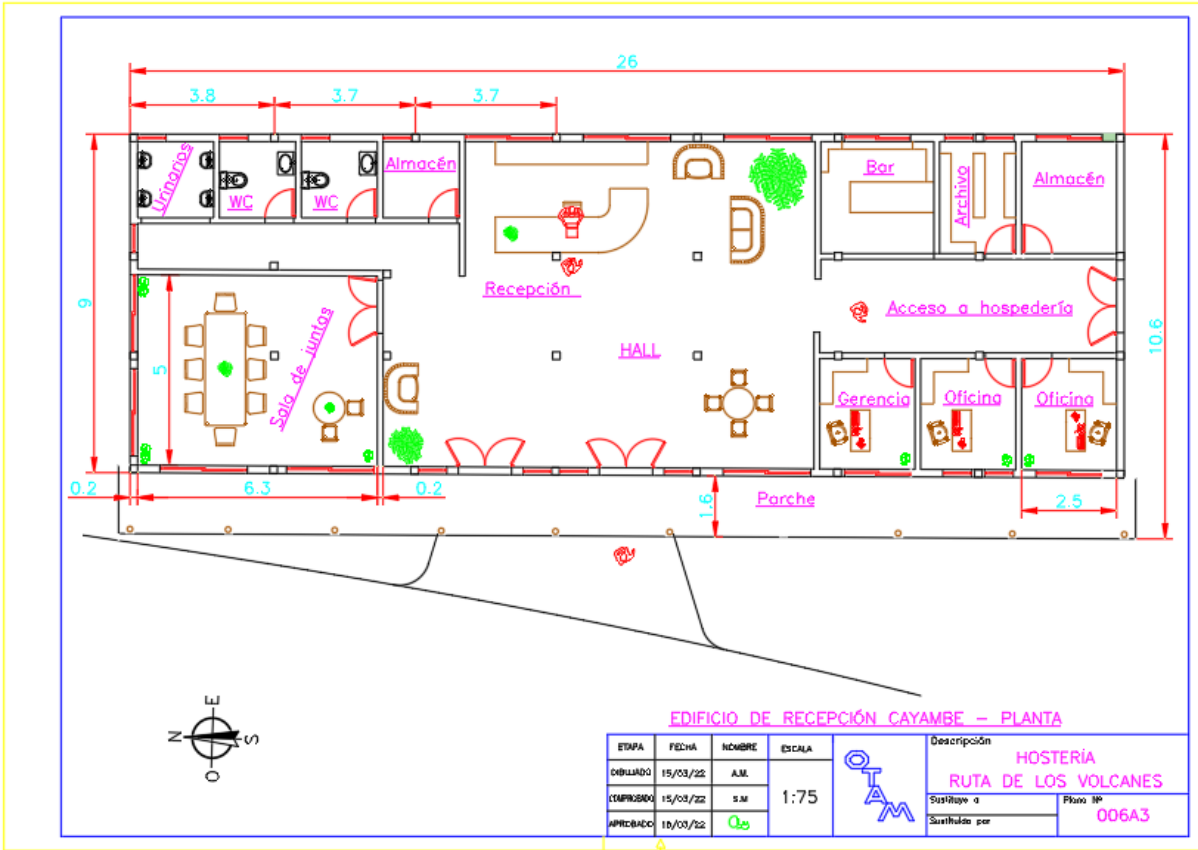 26
3.8
3.7
3.7
Urinarios
WC
WC
Almacén
Bar
Archivo
Almacén
Recepción
Acceso a hospedería
9
10.6
5
Sala de juntas
HALL
Gerencia
Oficina
Oficina
0.2
6.3
0.2
1.6
Parche
2.5
E
N
S
O
EDIFICIO DE RECEPCIÓN CAYAMBE – PLANTA
ETAPA FECHA NOMBRE ESCALA
DIBUJADO 15/03/22 A.M.
COMPROBADO 15/03/22 S.M
APROBADO 18/03/22
1:75
OTAM
Descripción
HOSTERÍA
RUTA DE LOS VOLCANES
Sustituye a
Sustituido por
Plano Nº
006A3